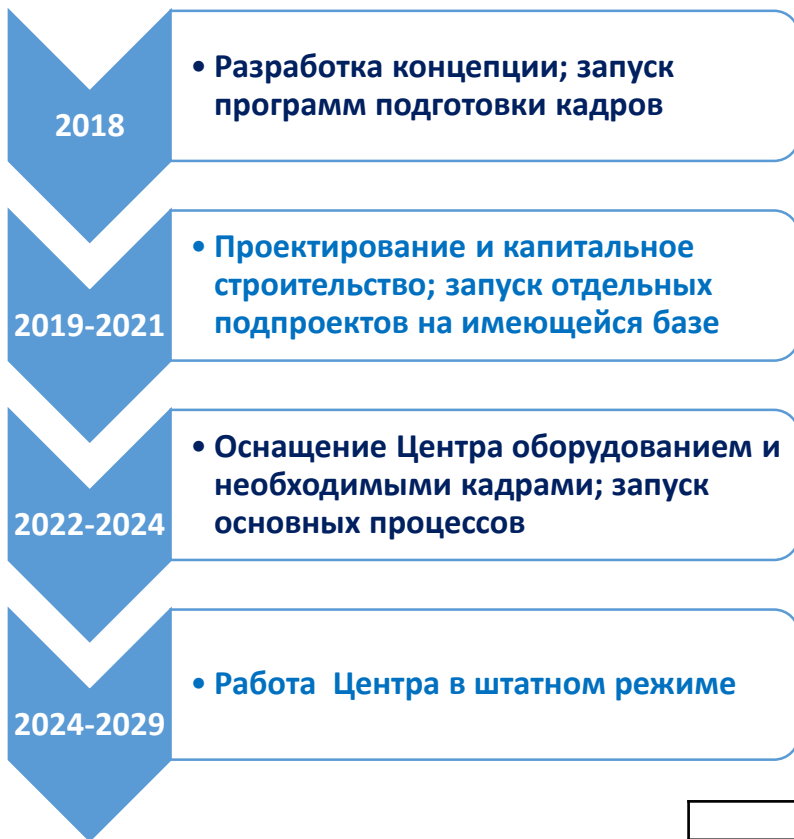 2018
• Разработка концепции; запуск
программ подготовки кадров
2019-2021
• Проектирование и капитальное
строительство; запуск отдельных
подпроектов на имеющейся базе
2022-2024
• Оснащение Центра оборудованием и
необходимыми кадрами; запуск
основных процессов
2024-2029
• Работа Центра в штатном режиме